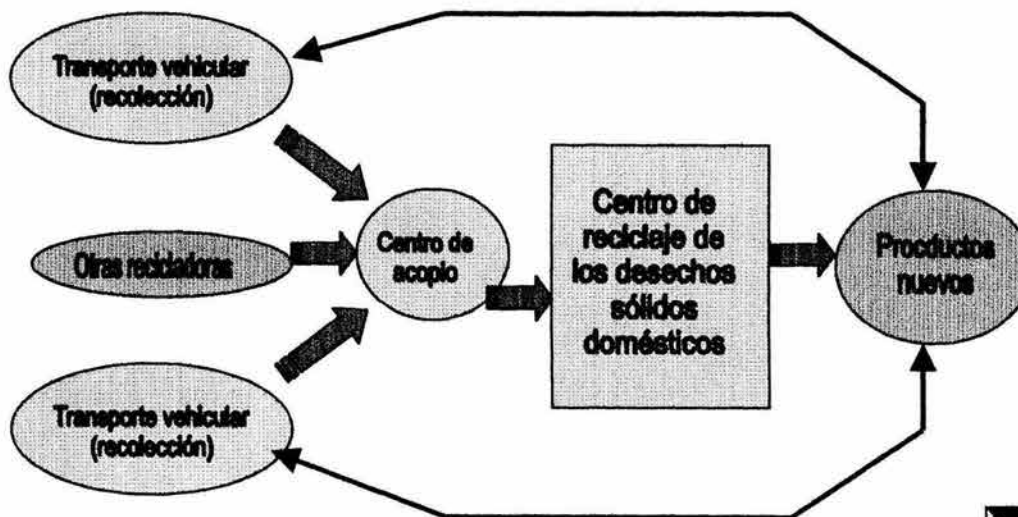 Transporte vehicular
(recolección)
Otras recicladoras
Transporte vehicular
(recolección)
Centro de
acopio
Centro de
reciclaje de
los desechos
sólidos
domésticos
Procductos
nuevos